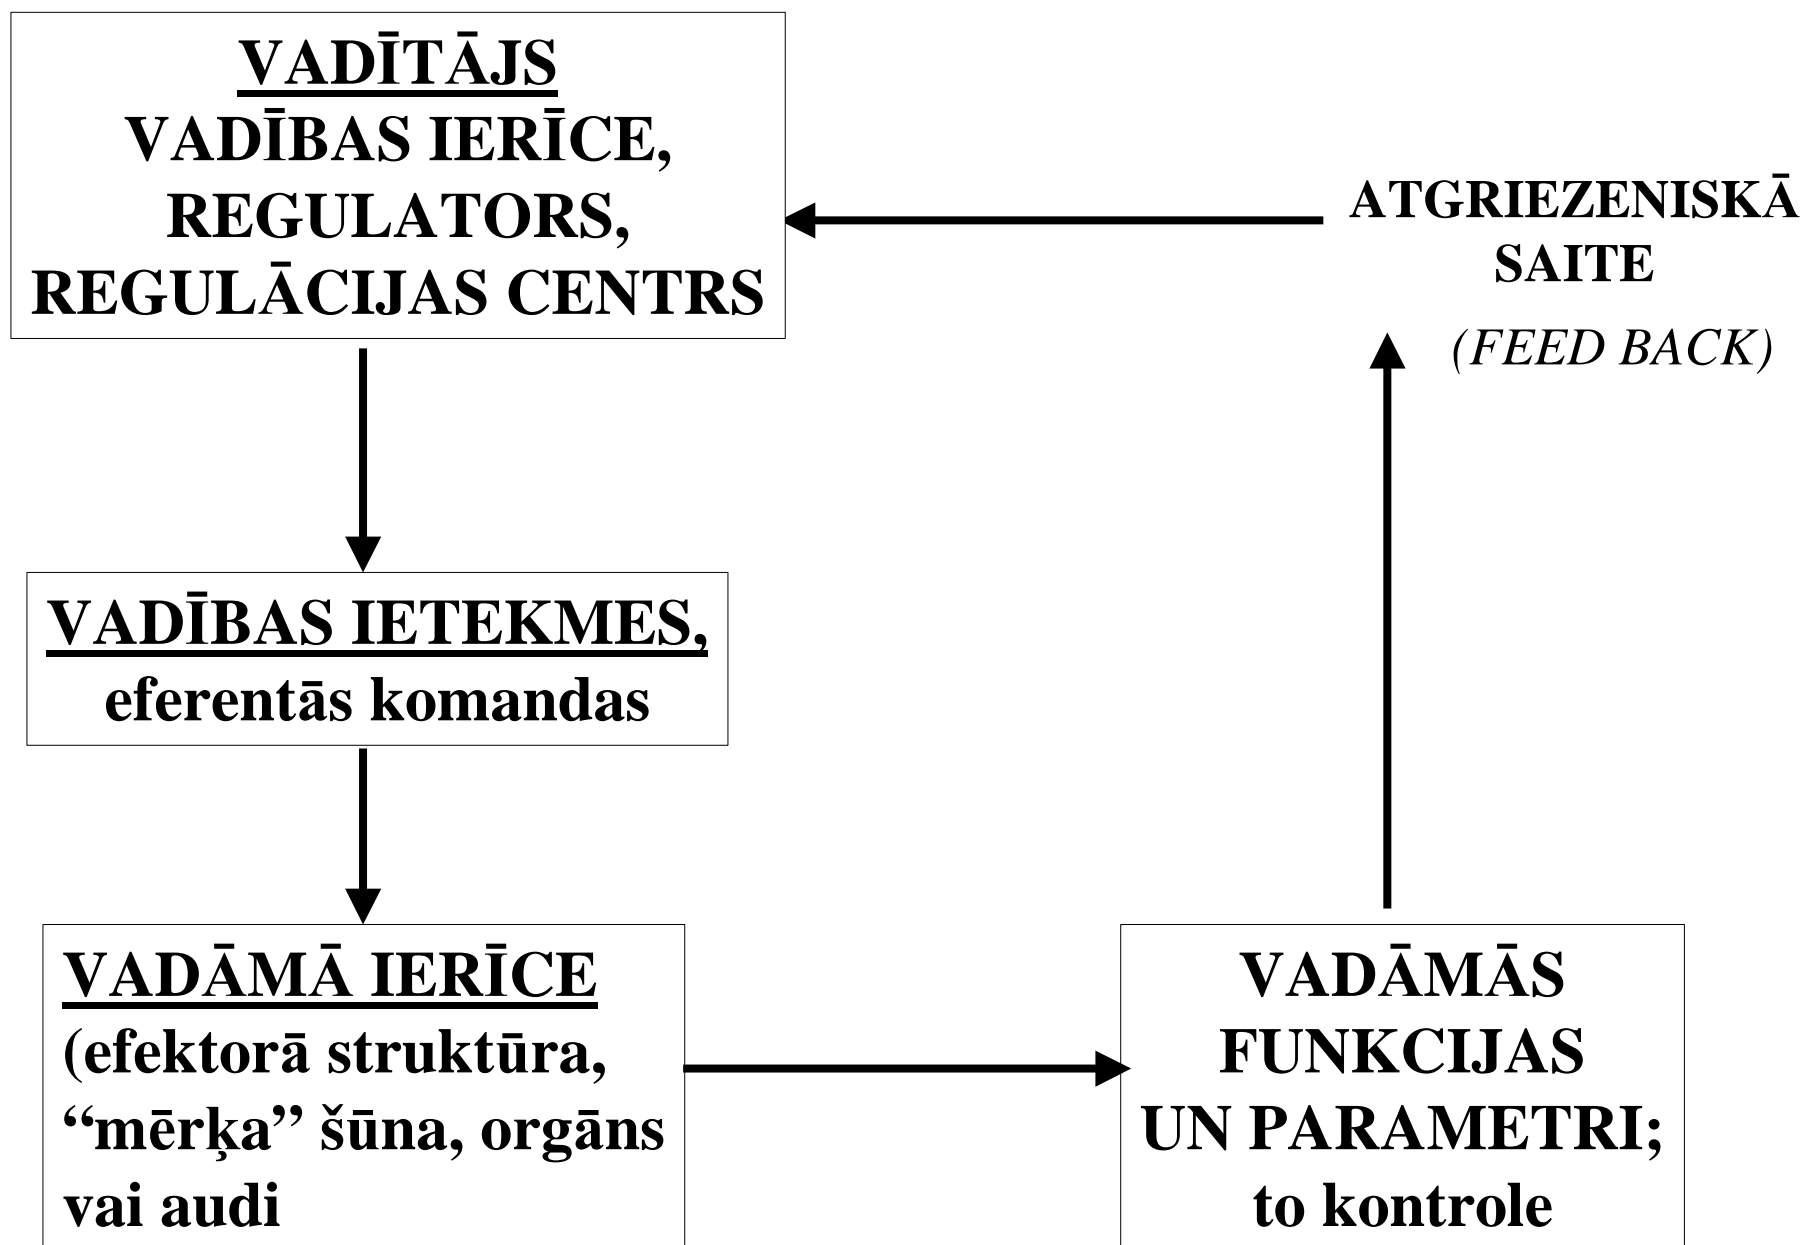 VADĪTĀJS
VADĪBAS IERĪCE,
REGULATORS,
REGULĀCIJAS CENTRS
ATGRIEZENISKĀ
SAITE
(FEED BACK)
VADĪBAS IETEKMES,
eferentās komandas
VADĀMĀ IERĪCE
(efektorā struktūra,
“mērķa” šūna, orgāns
vai audi
VADĀMĀS
FUNKCIJAS
UN PARAMETRI;
to kontrole